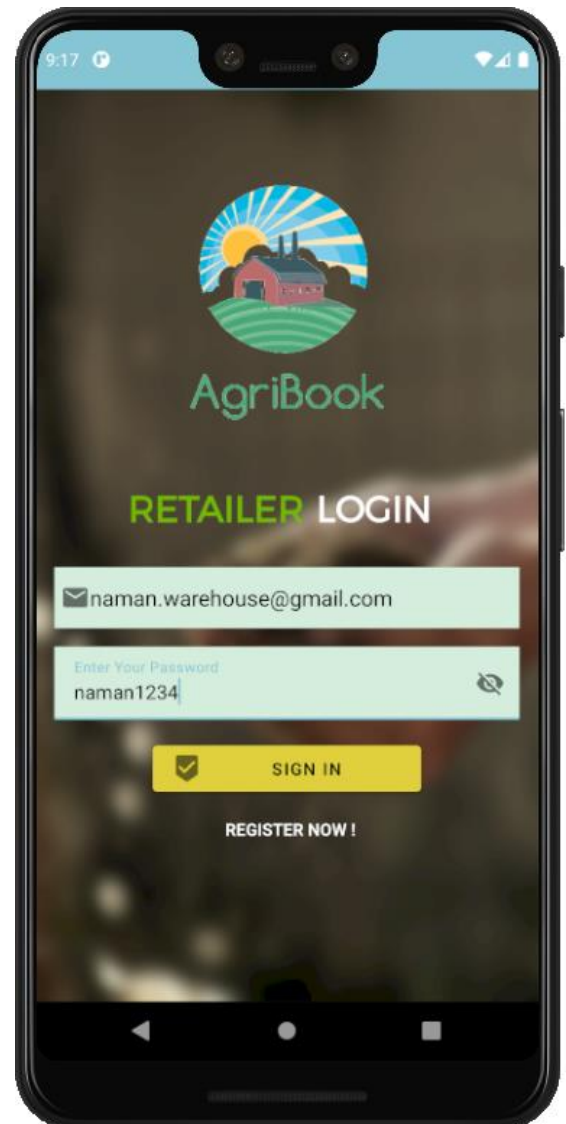 9:17
AgriBook
RETAILER LOGIN
naman.warehouse@gmail.com
Enter Your Password
naman1234
SIGN IN
REGISTER NOW !